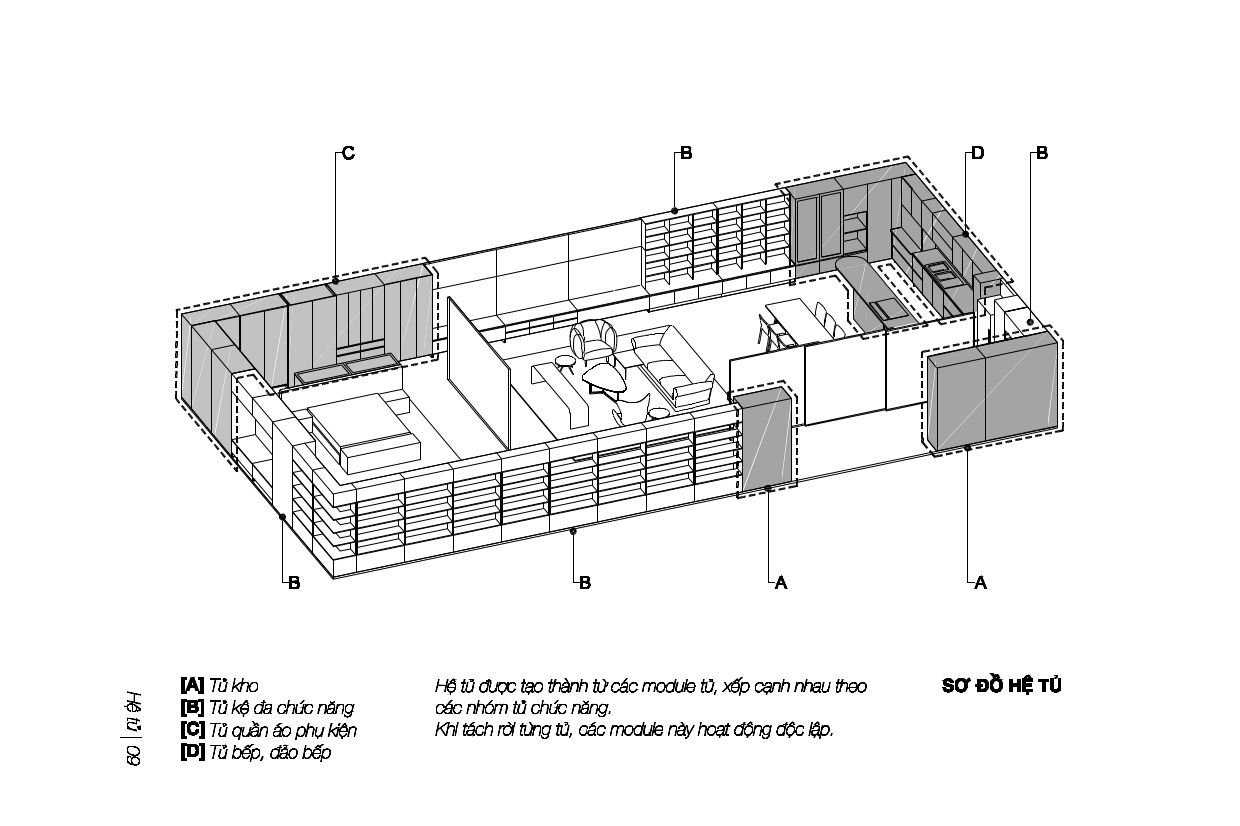 C
B
D
B
B
B
A
A
[A] Tủ kho
[B] Tủ kệ đa chức năng
[C] Tủ quần áo phụ kiện
[D] Tủ bếp, đảo bếp
Hệ tủ được tạo thành từ các module tủ, xếp cạnh nhau theo
các nhóm tủ chức năng.
Khi tách rời từng tủ, các module này hoạt động độc lập.
SƠ ĐỒ HỆ TỦ
60 | Hệ tủ